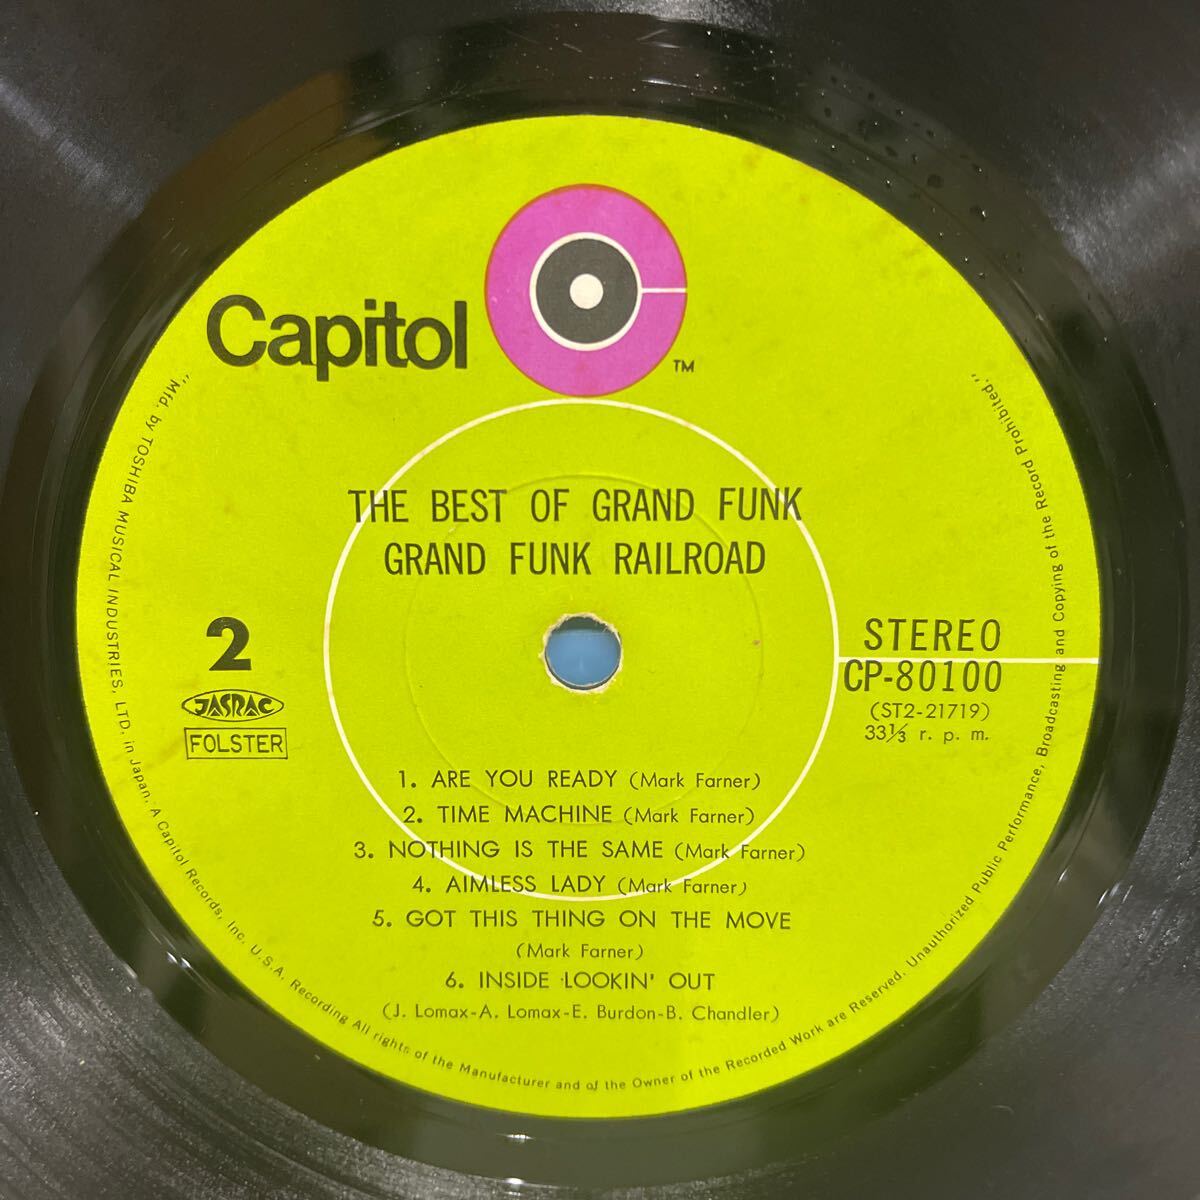 Capitol
TM
THE BEST OF GRAND FUNK
GRAND FUNK RAILROAD
2
JASRAC
FOLSTER
STEREO
CP-80100
(ST2-21719)
33⅓ r. p. m.
1. ARE YOU READY (Mark Farner)
2. TIME MACHINE (Mark Farner)
3. NOTHING IS THE SAME (Mark Farner)
4. AIMLESS LADY (Mark Farner)
5. GOT THIS THING ON THE MOVE
(Mark Farner)
6. INSIDE LOOKIN' OUT
(J. Lomax-A. Lomax-E. Burdon-B. Chandler)
"Mfd. by TOSHIBA MUSICAL INDUSTRIES, LTD. in Japan. A Capitol Records, Inc. U.S.A. Recording All rights of the Manufacturer and of the Owner of the Recorded Work are Reserved. Unauthorized Public Performance, Broadcasting and Copying of the Record Prohibited."